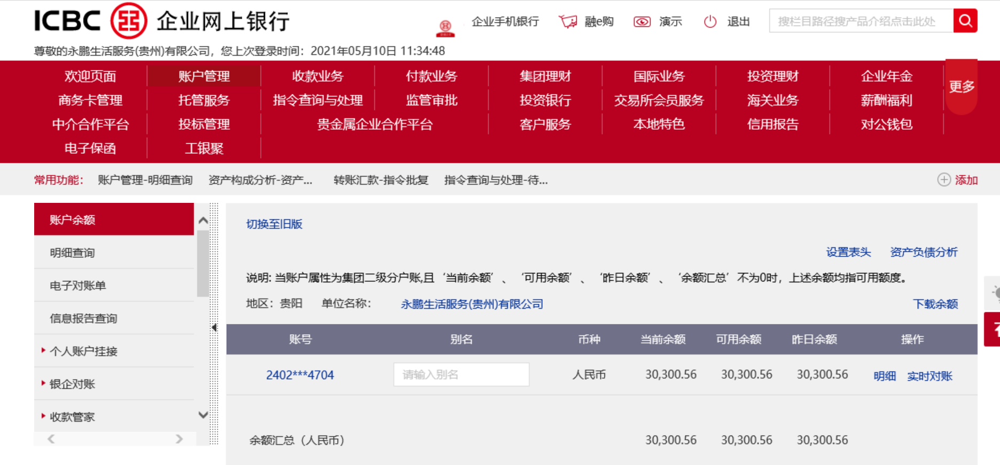 ICBC 企业网上银行
企业手机银行 融e购 演示 退出 搜栏目路径搜产品介绍点击此处
尊敬的永鹏生活服务(贵州)有限公司，您上次登录时间：2021年05月10日 11:34:48
欢迎页面 账户管理 收款业务 付款业务 集团理财 国际业务 投资理财 企业年金
更多
商务卡管理 托管服务 指令查询与处理 监管审批 投资银行 交易所会员服务 海关业务 薪酬福利
中介合作平台 投标管理 贵金属企业合作平台 客户服务 本地特色 信用报告 对公钱包
电子保函 工银聚
常用功能： 账户管理-明细查询 资产构成分析-资产... 转账汇款-指令批复 指令查询与处理-待... 添加
账户余额
明细查询
电子对账单
信息报告查询
个人账户挂接
银企对账
收款管家
切换至旧版
设置表头 资产负债分析
说明: 当账户属性为集团二级分户账,且‘当前余额’、‘可用余额’、‘昨日余额’、‘余额汇总’不为0时，上述余额均指可用额度。
地区：贵阳 单位名称： 永鹏生活服务(贵州)有限公司 下载余额
账号 别名 币种 当前余额 可用余额 昨日余额 操作
2402***4704 请输入别名 人民币 30,300.56 30,300.56 30,300.56 明细 实时对账
余额汇总（人民币） 30,300.56 30,300.56 30,300.56